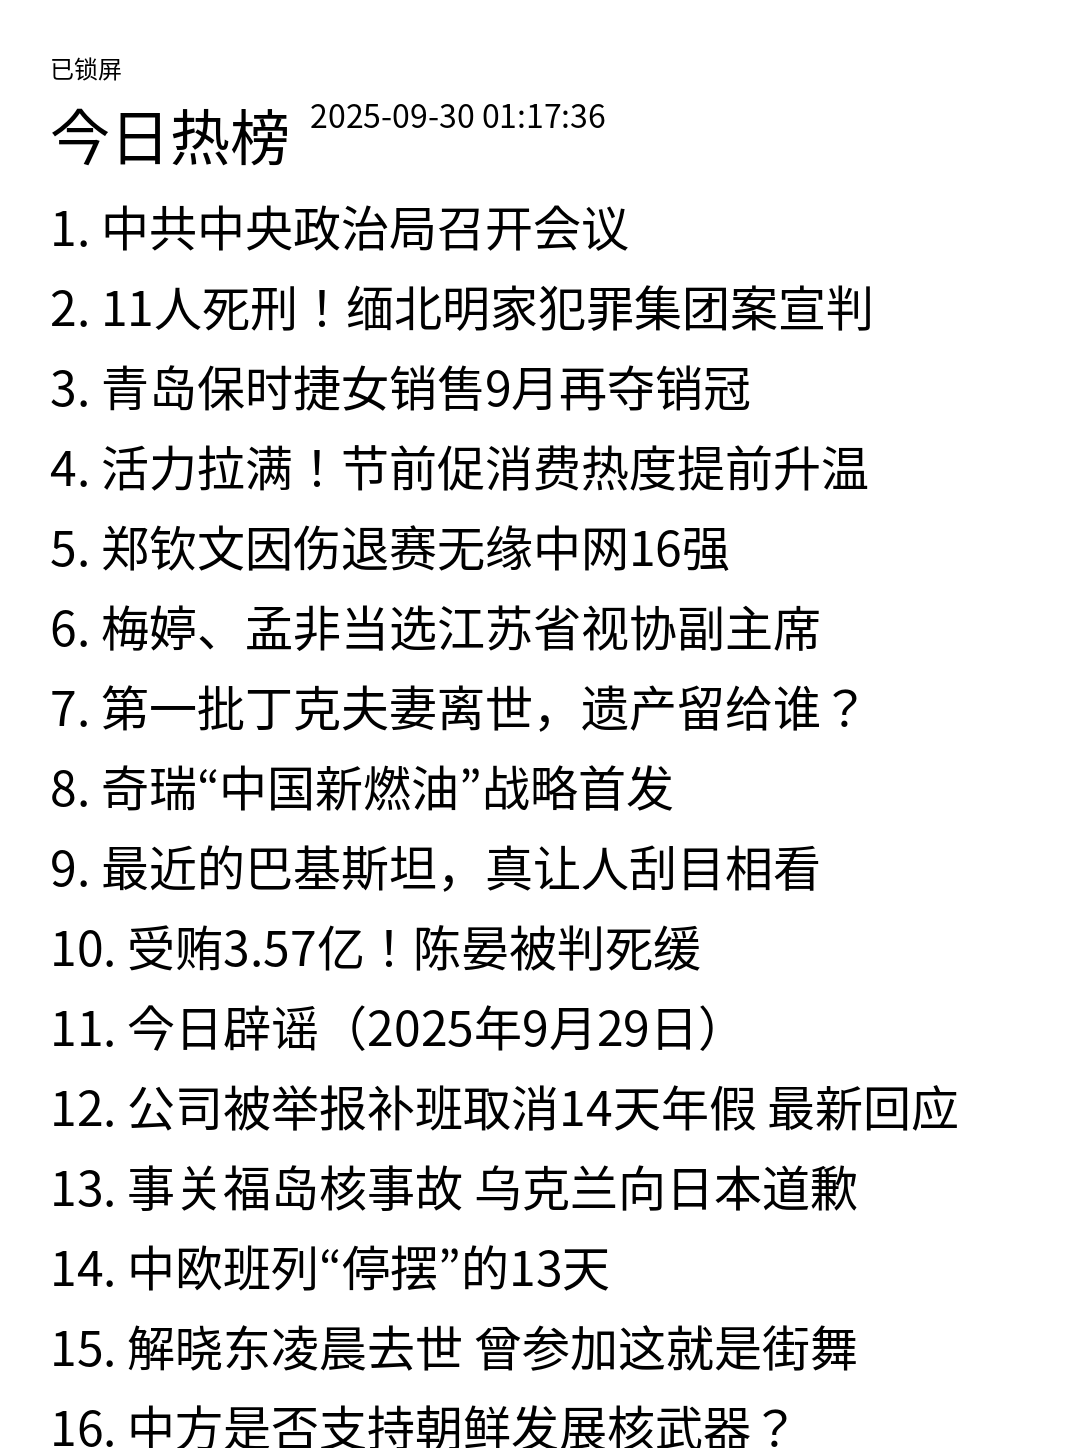 已锁屏
今日热榜 2025-09-30 01:17:36
1. 中共中央政治局召开会议
2. 11人死刑！缅北明家犯罪集团案宣判
3. 青岛保时捷女销售9月再夺销冠
4. 活力拉满！节前促消费热度提前升温
5. 郑钦文因伤退赛无缘中网16强
6. 梅婷、孟非当选江苏省视协副主席
7. 第一批丁克夫妻离世，遗产留给谁？
8. 奇瑞“中国新燃油”战略首发
9. 最近的巴基斯坦，真让人刮目相看
10. 受贿3.57亿！陈晏被判死缓
11. 今日辟谣（2025年9月29日）
12. 公司被举报补班取消14天年假 最新回应
13. 事关福岛核事故 乌克兰向日本道歉
14. 中欧班列“停摆”的13天
15. 解晓东凌晨去世 曾参加这就是街舞
16. 中方是否支持朝鲜发展核武器？